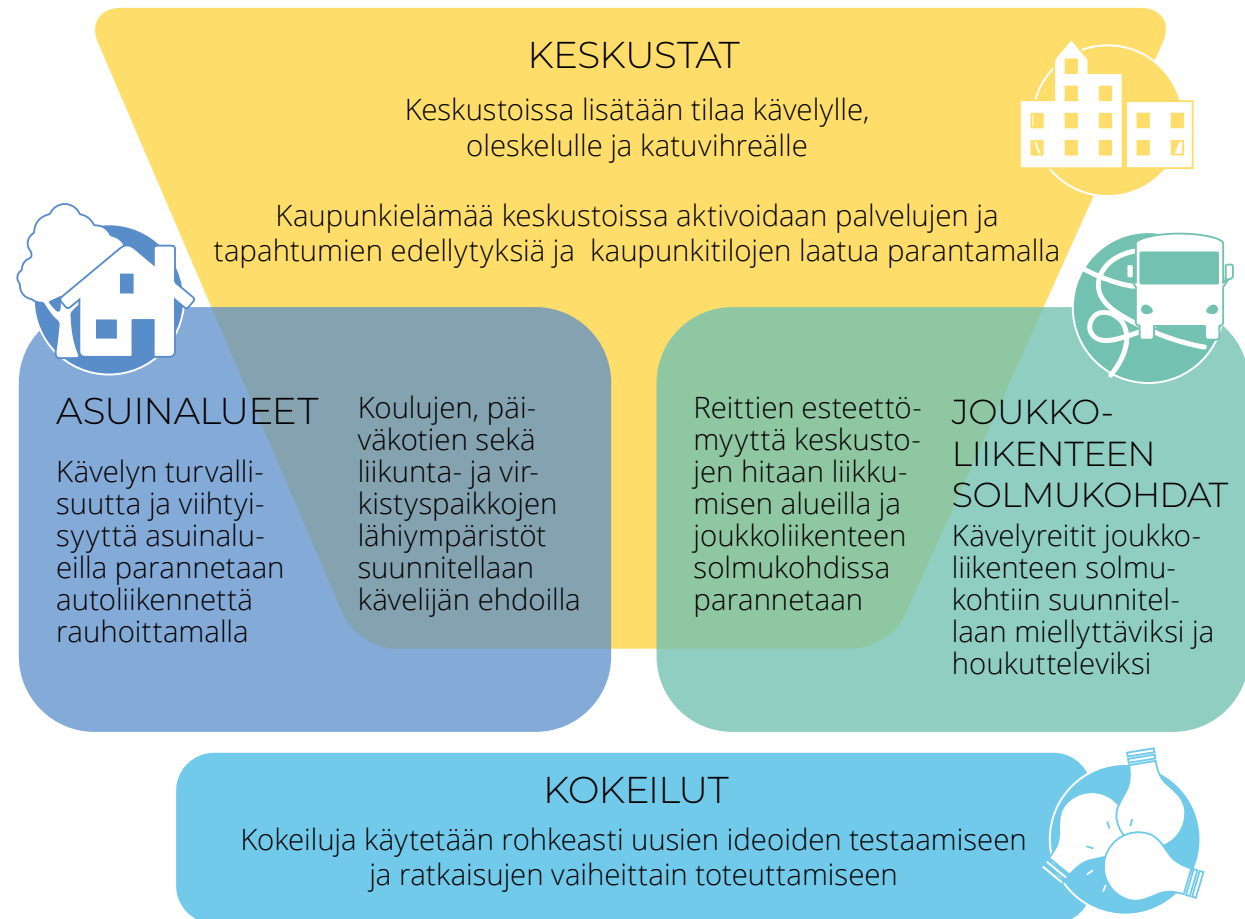 KESKUSTAT
Keskustoissa lisätään tilaa kävelylle,
oleskelulle ja katuvihreälle
Kaupunkielämää keskustoissa aktivoidaan palvelujen ja
tapahtumien edellytyksiä ja kaupunkitilojen laatua parantamalla
ASUINALUEET
Kävelyn turvalli-
suutta ja viihtyi-
syyttä asuinalu-
eilla parannetaan
autoliikennettä
rauhoittamalla
Koulujen, päi-
väkotien sekä
liikunta- ja vir-
kistyspaikkojen
lähiympäristöt
suunnitellaan
kävelijän ehdoilla
Reittien esteettö-
myyttä keskusto-
jen hitaan liikku-
misen alueilla ja
joukkoliikenteen
solmukohdissa
parannetaan
JOUKKO-
LIIKENTEEN
SOLMUKOHDAT
Kävelyreitit joukko-
liikenteen solmu-
kohtiin suunnitel-
laan miellyttäviksi ja
houkutteleviksi
KOKEILUT
Kokeiluja käytetään rohkeasti uusien ideoiden testaamiseen
ja ratkaisujen vaiheittain toteuttamiseen